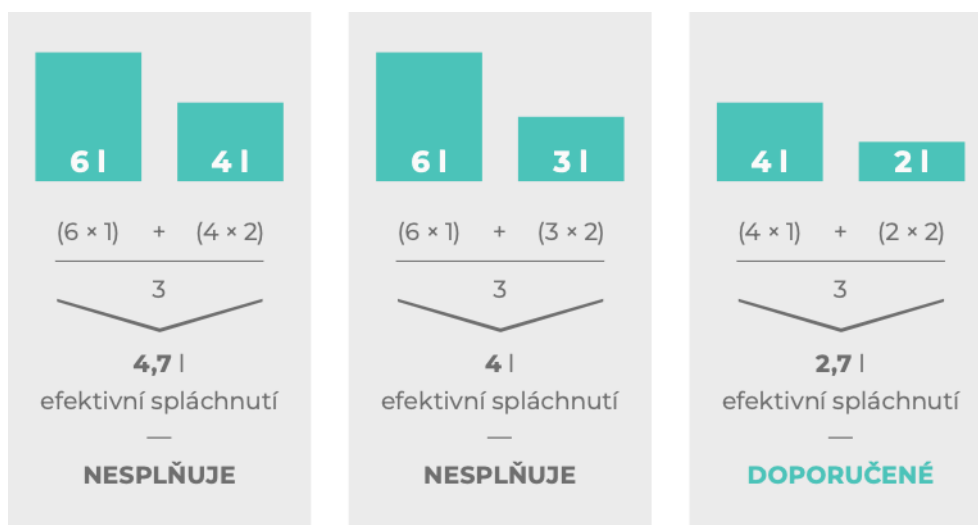 6 l 4 l
(6 × 1) + (4 × 2)
3
4,7 l
efektivní spláchnutí
—
NESPLŇUJE
6 l 3 l
(6 × 1) + (3 × 2)
3
4 l
efektivní spláchnutí
—
NESPLŇUJE
4 l 2 l
(4 × 1) + (2 × 2)
3
2,7 l
efektivní spláchnutí
—
DOPORUČENÉ